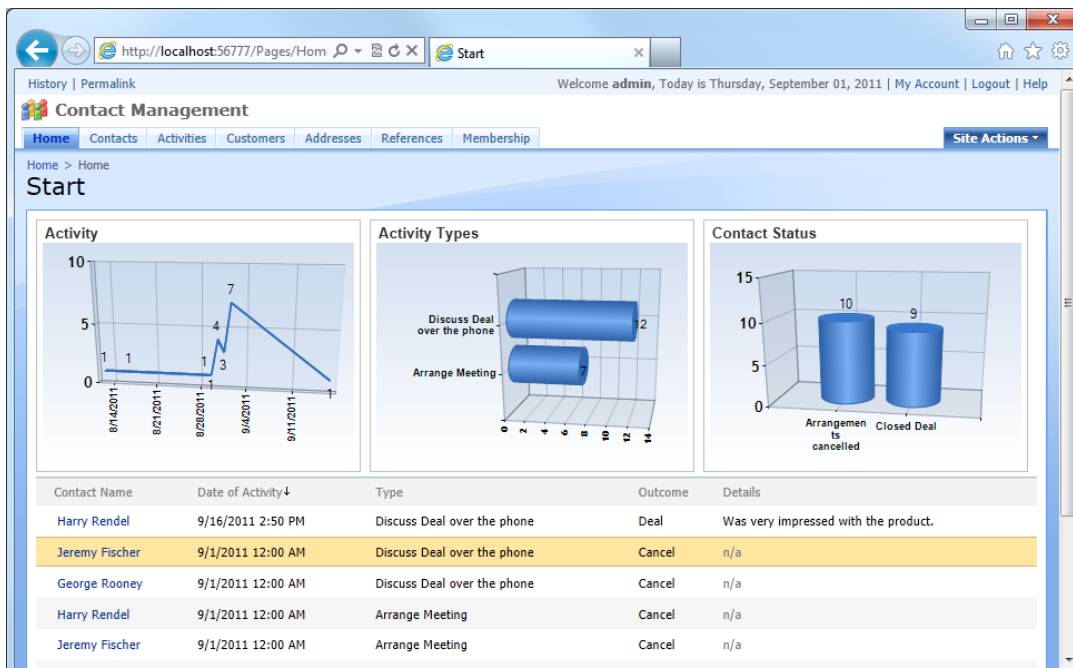 http://localhost:56777/Pages/Hom
Start
History | Permalink
Welcome admin, Today is Thursday, September 01, 2011 | My Account | Logout | Help
Contact Management
Home Contacts Activities Customers Addresses References Membership
Site Actions
Home > Home
Start
Activity
10
5
0
1
1
1
1
4
3
7
1
8/14/2011
8/21/2011
8/28/2011
9/4/2011
9/11/2011
Activity Types
Discuss Deal
over the phone
12
Arrange Meeting
7
0 2 4 6 8 10 12 14
Contact Status
15
10
5
0
10
9
Arrangemen
ts
cancelled
Closed Deal
Contact Name Date of Activity Type Outcome Details
Harry Rendel 9/16/2011 2:50 PM Discuss Deal over the phone Deal Was very impressed with the product.
Jeremy Fischer 9/1/2011 12:00 AM Discuss Deal over the phone Cancel n/a
George Rooney 9/1/2011 12:00 AM Discuss Deal over the phone Cancel n/a
Harry Rendel 9/1/2011 12:00 AM Arrange Meeting Cancel n/a
Jeremy Fischer 9/1/2011 12:00 AM Arrange Meeting Cancel n/a